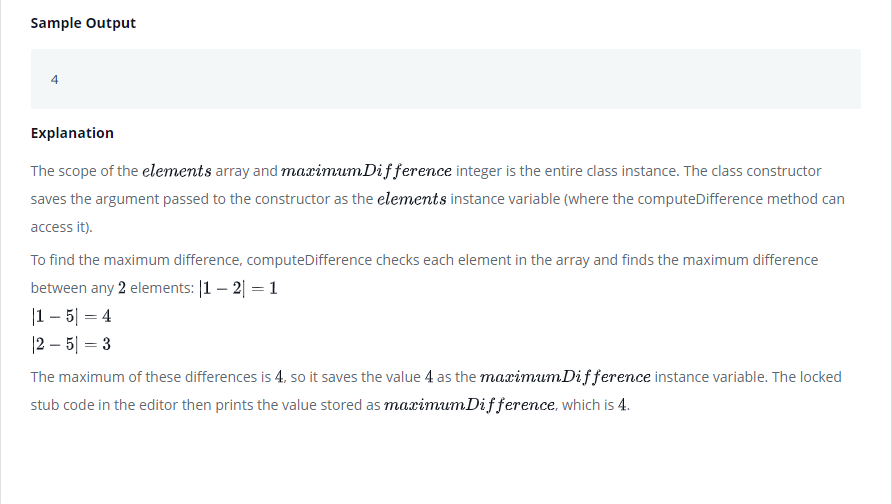 Sample Output
4
Explanation
The scope of the elements array and maximumDifference integer is the entire class instance. The class constructor
saves the argument passed to the constructor as the elements instance variable (where the computeDifference method can
access it).
To find the maximum difference, computeDifference checks each element in the array and finds the maximum difference
between any 2 elements: |1 − 2| = 1
|1 − 5| = 4
|2 − 5| = 3
The maximum of these differences is 4, so it saves the value 4 as the maximumDifference instance variable. The locked
stub code in the editor then prints the value stored as maximumDifference, which is 4.